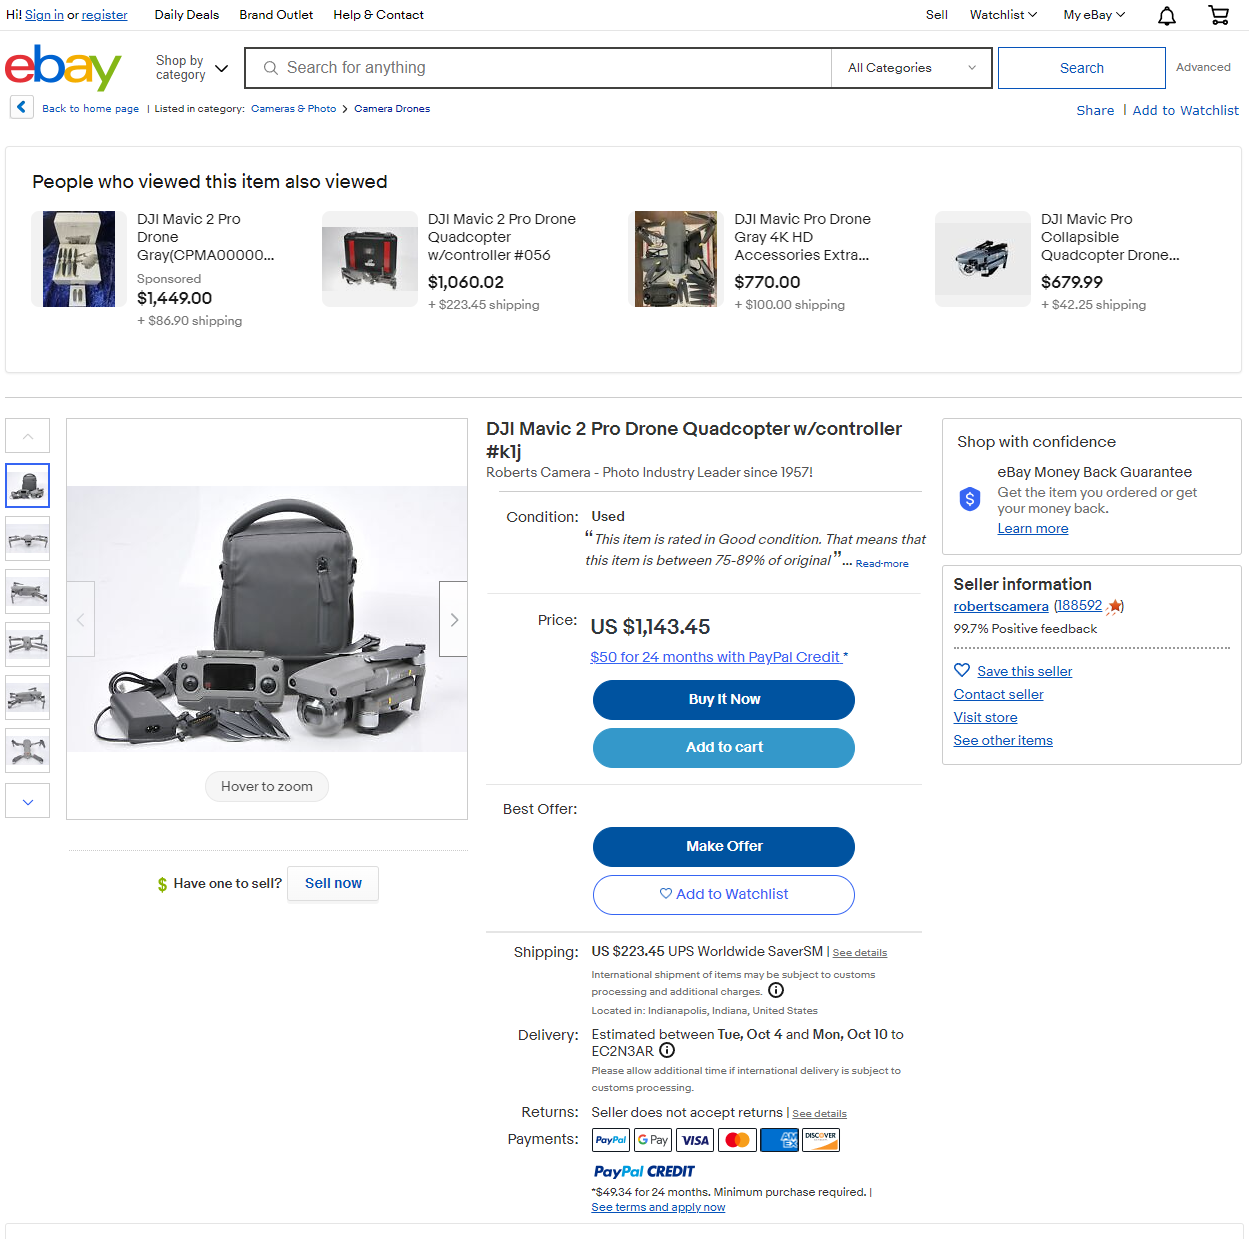 Hi! Sign in or register Daily Deals Brand Outlet Help & Contact Sell Watchlist My eBay
ebay
Shop by category
Search for anything
All Categories
Search
Advanced
Back to home page | Listed in category: Cameras & Photo > Camera Drones
Share | Add to Watchlist
People who viewed this item also viewed
DJI Mavic 2 Pro
Drone
Gray(CPMA00000...
Sponsored
$1,449.00
+ $86.90 shipping
DJI Mavic 2 Pro Drone
Quadcopter
w/controller #056
$1,060.02
+ $223.45 shipping
DJI Mavic Pro Drone
Gray 4K HD
Accessories Extra...
$770.00
+ $100.00 shipping
DJI Mavic Pro
Collapsible
Quadcopter Drone...
$679.99
+ $42.25 shipping
Hover to zoom
$ Have one to sell? Sell now
DJI Mavic 2 Pro Drone Quadcopter w/controller
#k1j
Roberts Camera - Photo Industry Leader since 1957!
Condition: Used
“This item is rated in Good condition. That means that
this item is between 75-89% of original”... Read more
Price: US $1,143.45
$50 for 24 months with PayPal Credit *
Buy It Now
Add to cart
Best Offer:
Make Offer
Add to Watchlist
Shipping: US $223.45 UPS Worldwide SaverSM | See details
International shipment of items may be subject to customs
processing and additional charges.
Located in: Indianapolis, Indiana, United States
Delivery: Estimated between Tue, Oct 4 and Mon, Oct 10 to
EC2N3AR
Please allow additional time if international delivery is subject to
customs processing.
Returns: Seller does not accept returns | See details
Payments: PayPal G Pay VISA AMEX DISCOVER
PayPal CREDIT
*$49.34 for 24 months. Minimum purchase required. |
See terms and apply now
Shop with confidence
eBay Money Back Guarantee
Get the item you ordered or get
your money back.
Learn more
Seller information
robertscamera (188592)
99.7% Positive feedback
Save this seller
Contact seller
Visit store
See other items